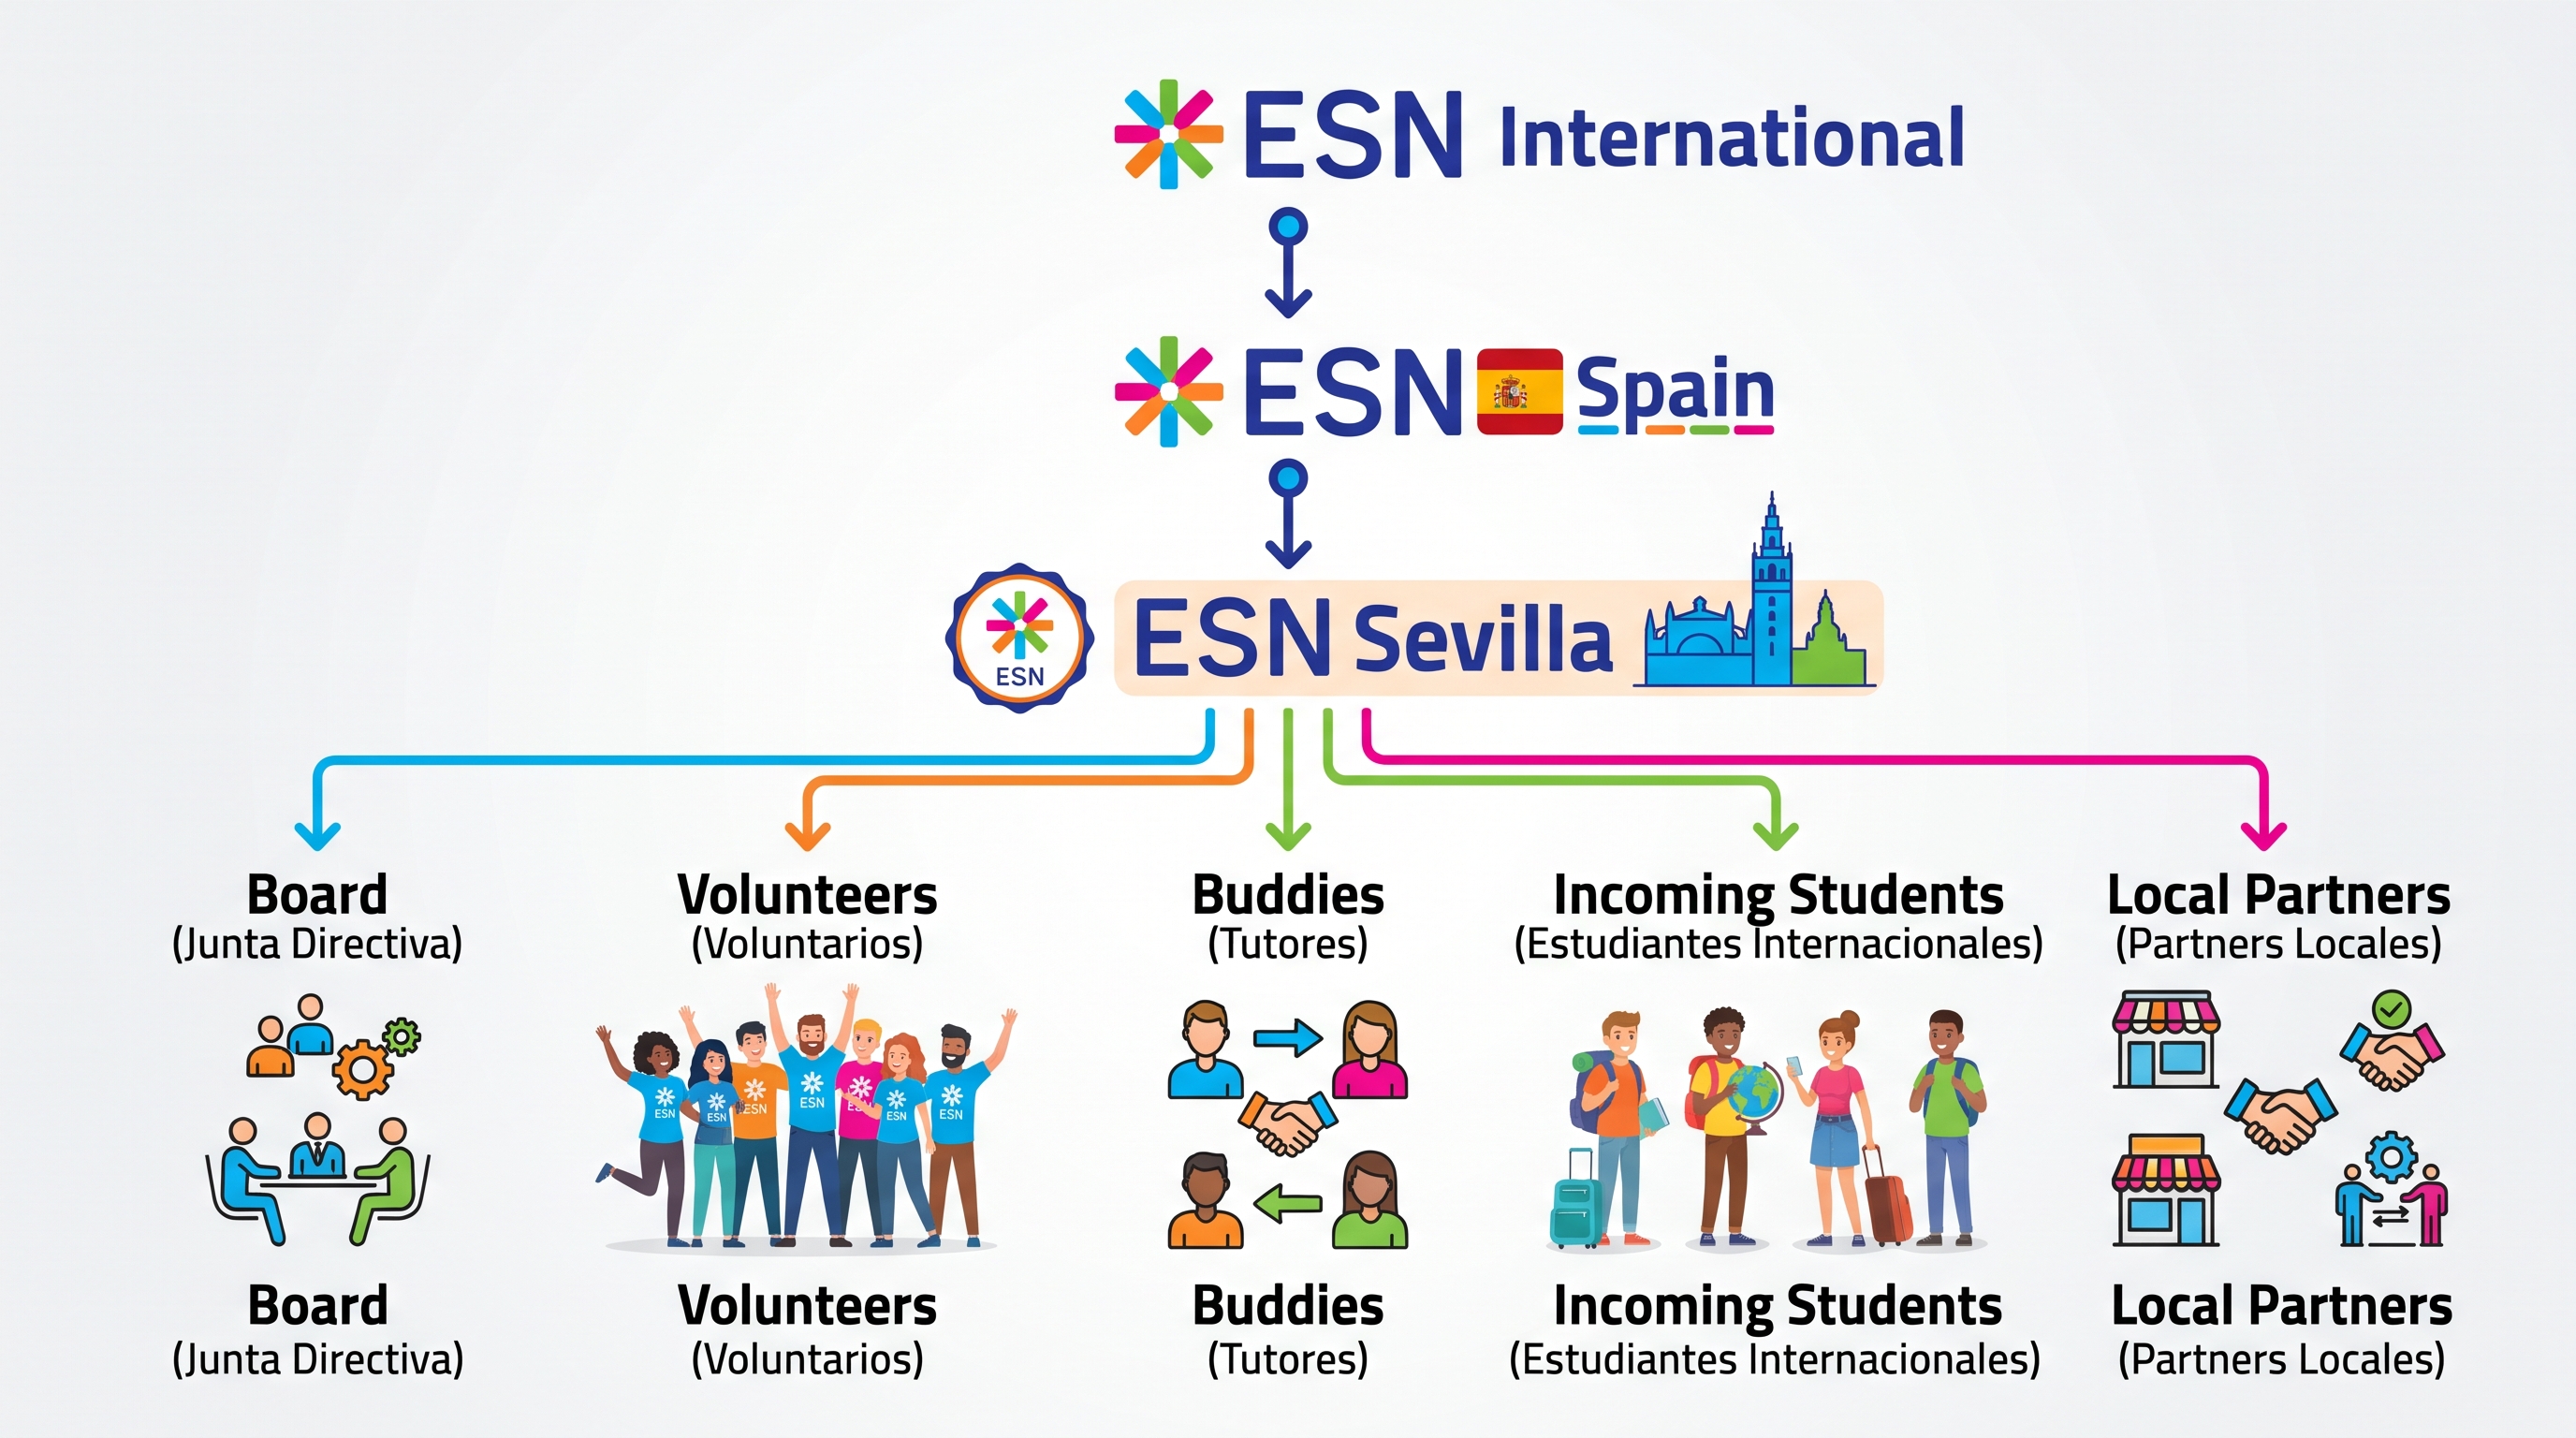 ESN International
ESN Spain
ESN Sevilla
ESN
Board
(Junta Directiva)
Volunteers
(Voluntarios)
Buddies
(Tutores)
Incoming Students
(Estudiantes Internacionales)
Local Partners
(Partners Locales)
ESN
ESN
ESN
ESN
ESN
ESN
ESN
Board
(Junta Directiva)
Volunteers
(Voluntarios)
Buddies
(Tutores)
Incoming Students
(Estudiantes Internacionales)
Local Partners
(Partners Locales)